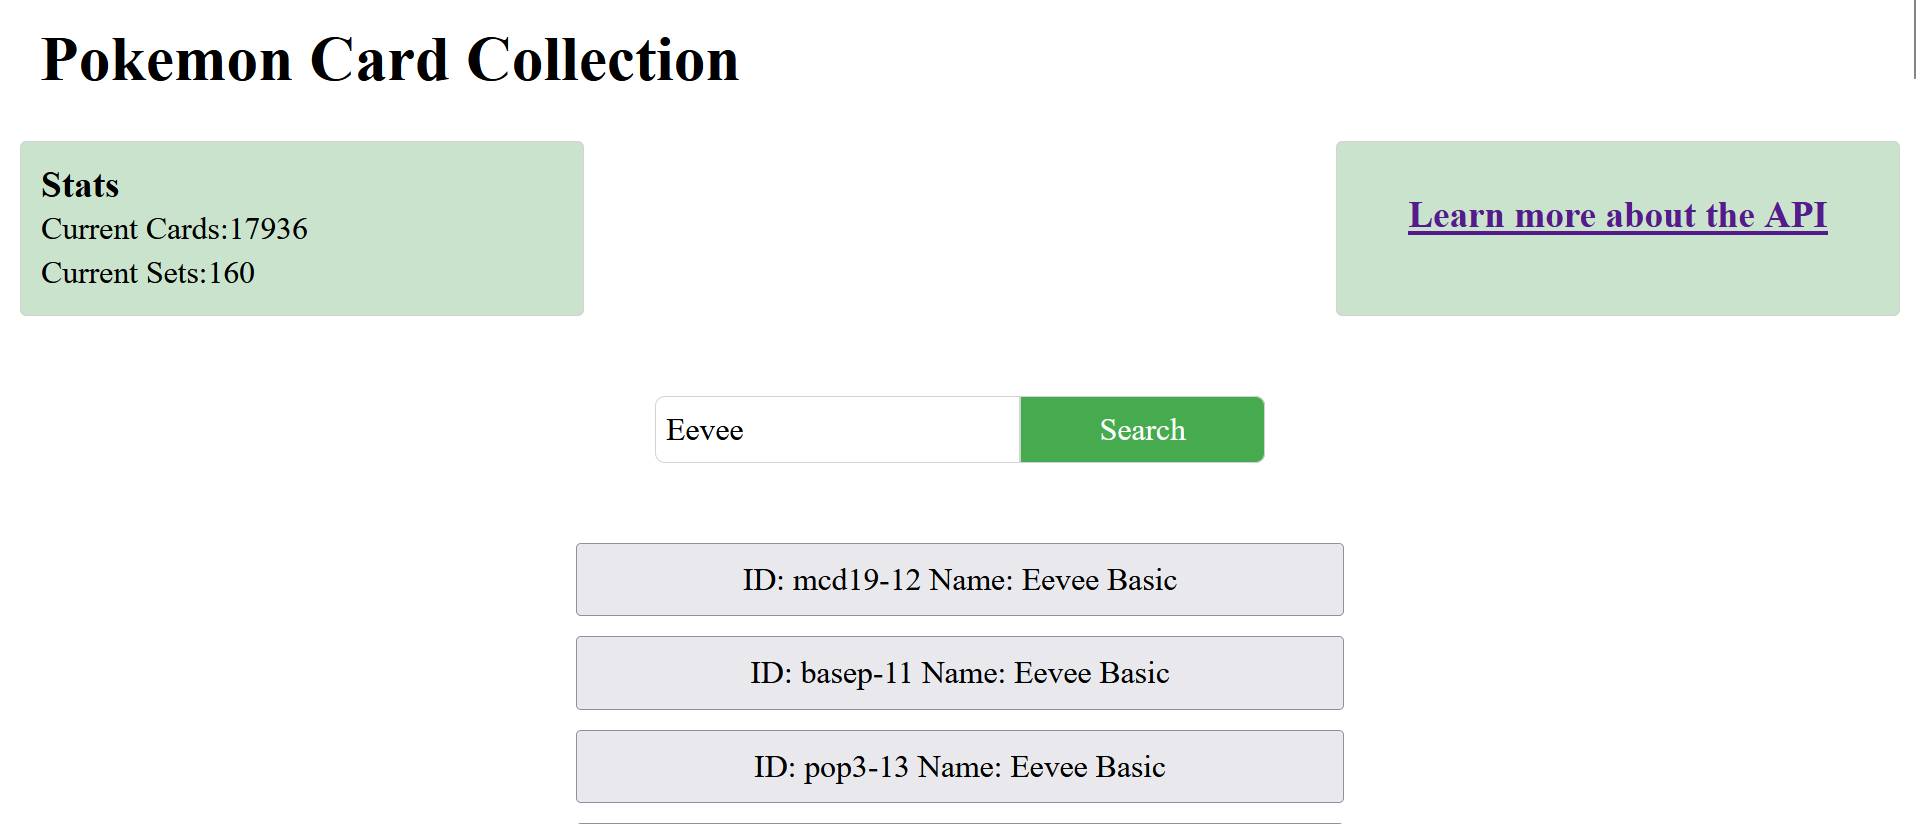 Pokemon Card Collection
Stats
Current Cards:17936
Current Sets:160
Learn more about the API
Eevee
Search
ID: mcd19-12 Name: Eevee Basic
ID: basep-11 Name: Eevee Basic
ID: pop3-13 Name: Eevee Basic